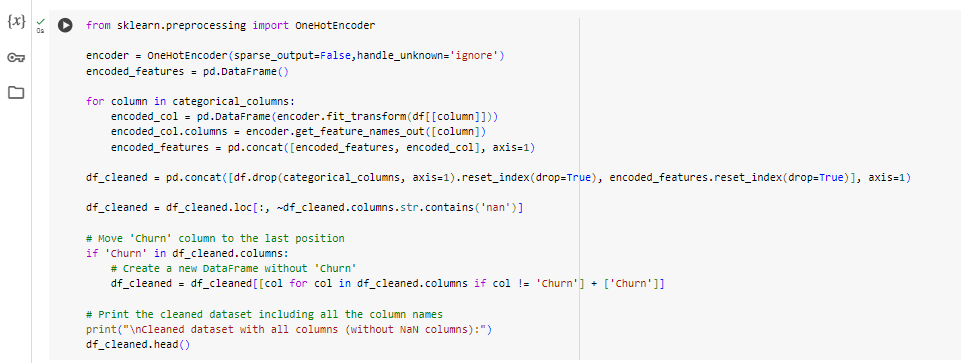 {x}
0s
from sklearn.preprocessing import OneHotEncoder
encoder = OneHotEncoder(sparse_output=False,handle_unknown='ignore')
encoded_features = pd.DataFrame()
for column in categorical_columns:
    encoded_col = pd.DataFrame(encoder.fit_transform(df[[column]]))
    encoded_col.columns = encoder.get_feature_names_out([column])
    encoded_features = pd.concat([encoded_features, encoded_col], axis=1)
df_cleaned = pd.concat([df.drop(categorical_columns, axis=1).reset_index(drop=True), encoded_features.reset_index(drop=True)], axis=1)
df_cleaned = df_cleaned.loc[:, ~df_cleaned.columns.str.contains('nan')]
# Move 'Churn' column to the last position
if 'Churn' in df_cleaned.columns:
    # Create a new DataFrame without 'Churn'
    df_cleaned = df_cleaned[[col for col in df_cleaned.columns if col != 'Churn'] + ['Churn']]
# Print the cleaned dataset including all the column names
print("\nCleaned dataset with all columns (without NaN columns):")
df_cleaned.head()